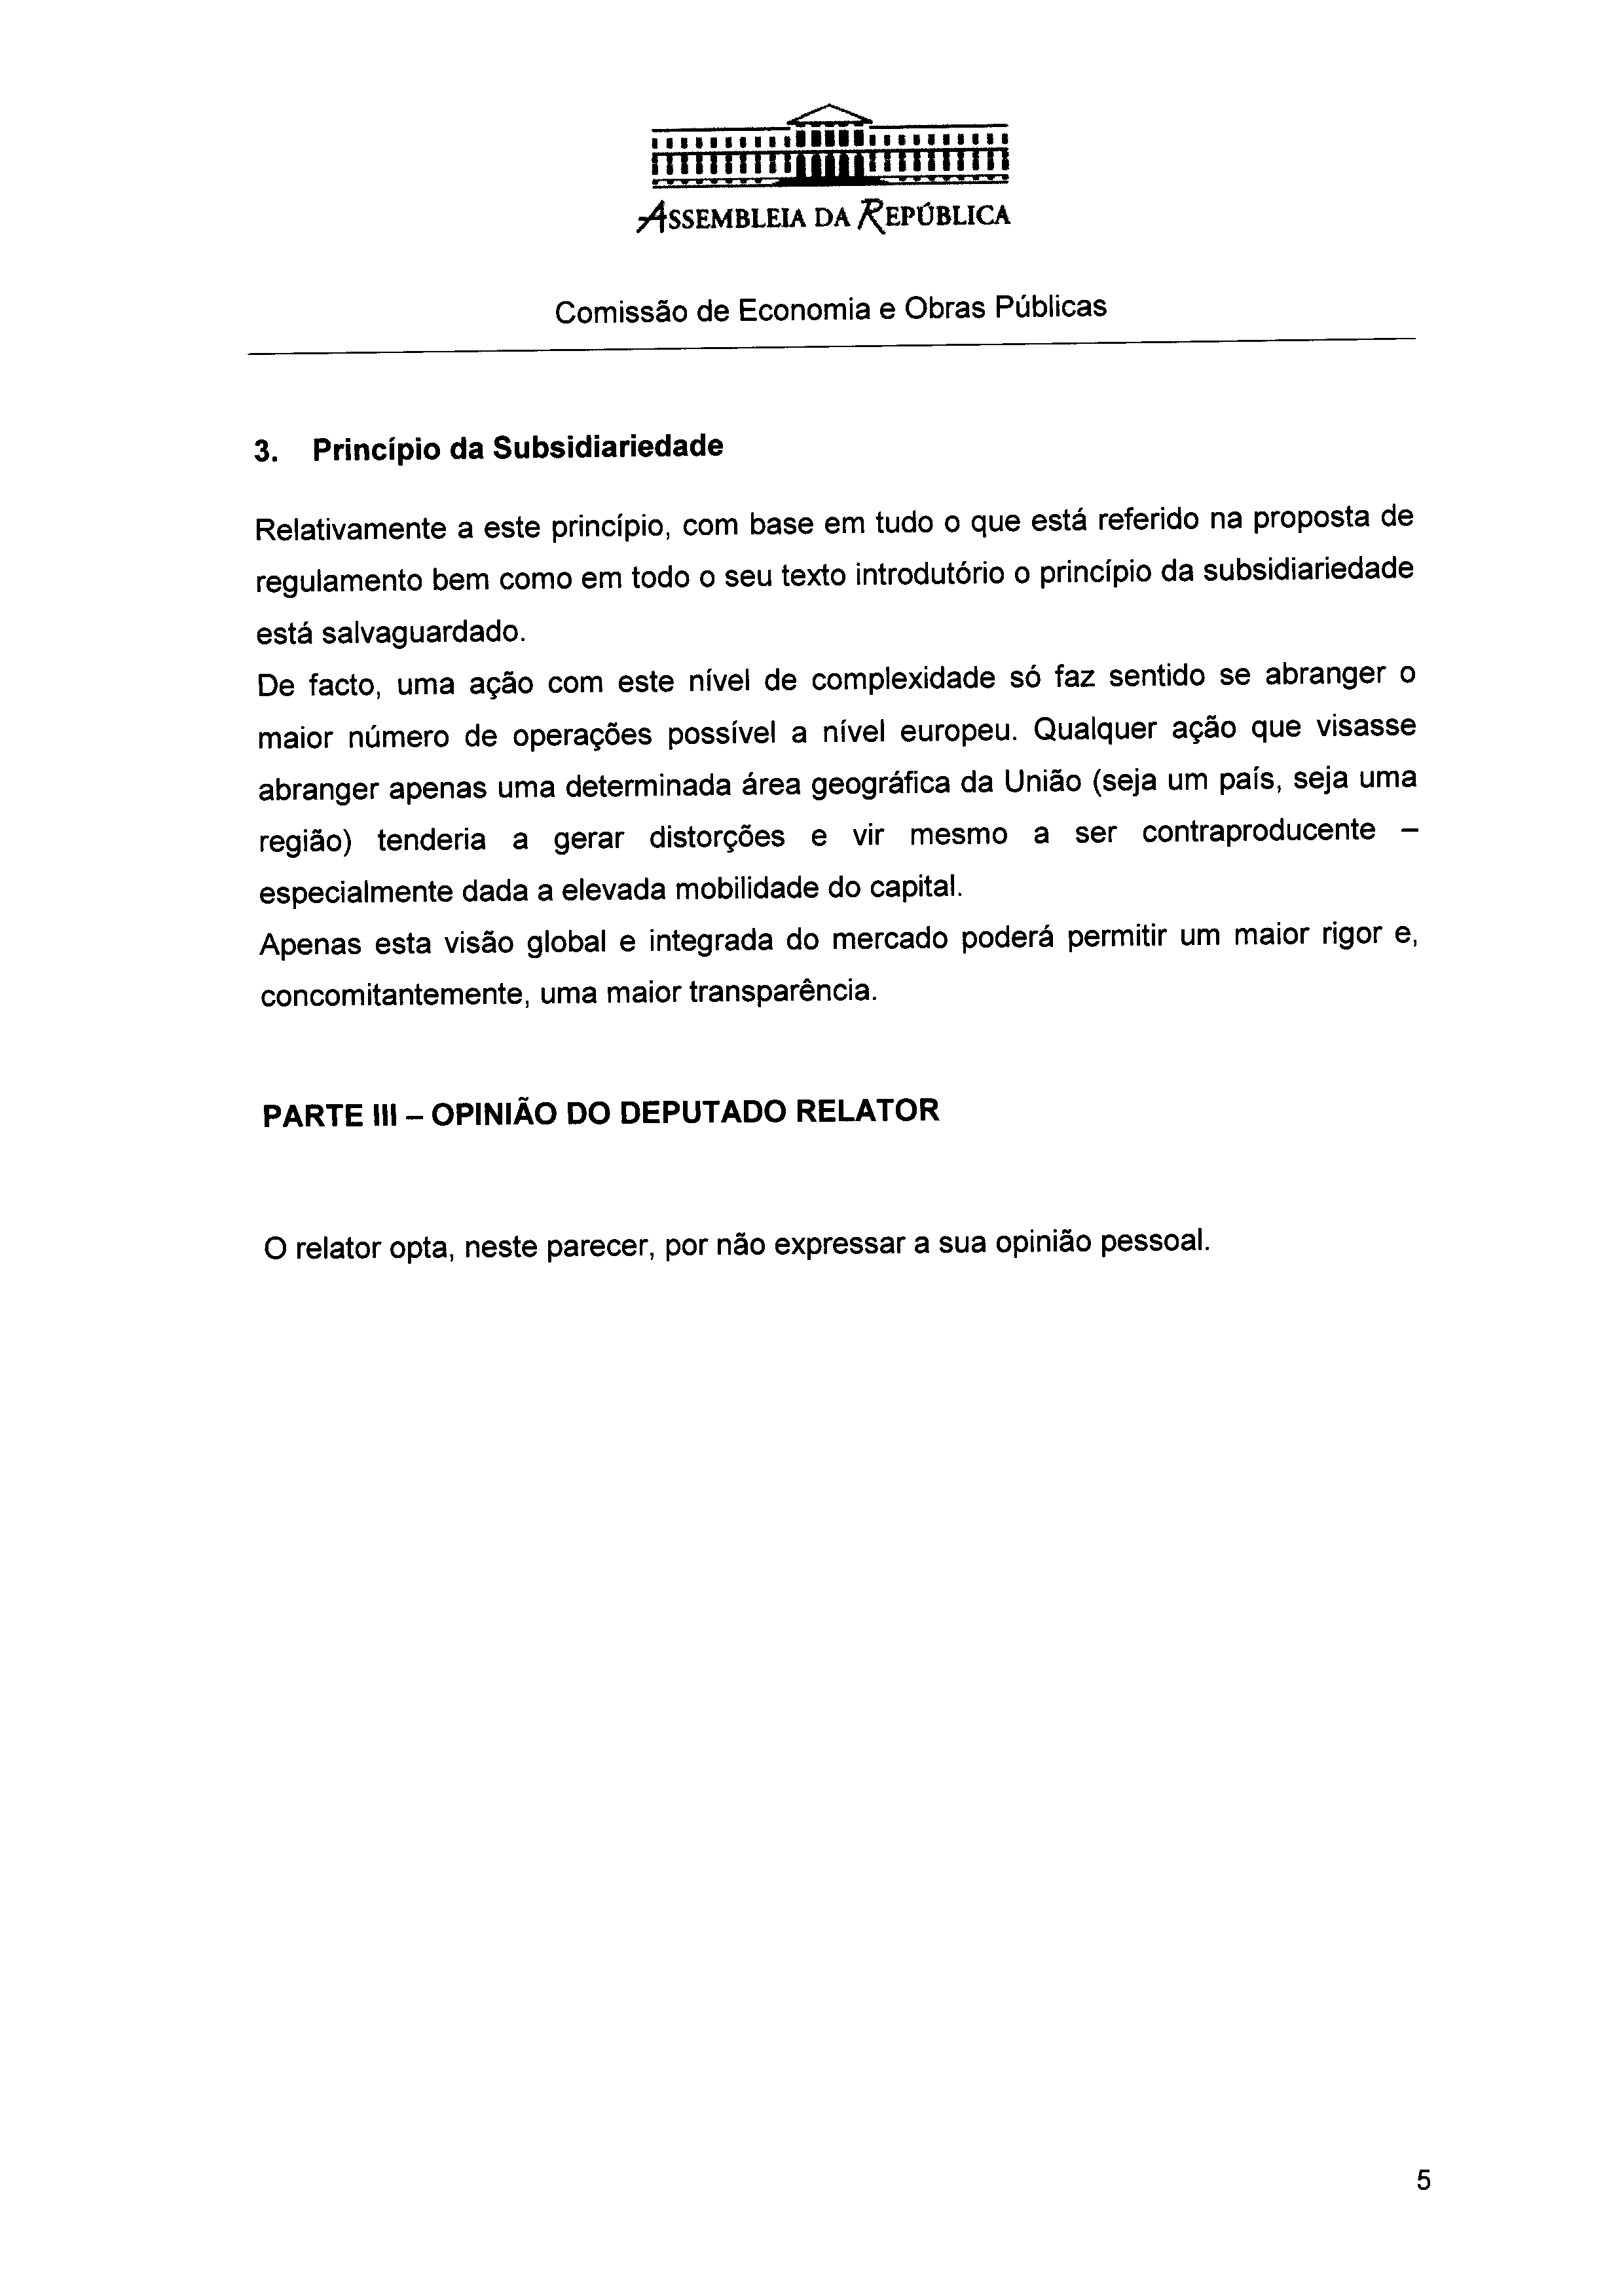 ASSEMBLEIA DA REPÚBLICA
Comissão de Economia e Obras Públicas
3. Princípio da Subsidiariedade
Relativamente a este princípio, com base em tudo o que está referido na proposta de
regulamento bem como em todo o seu texto introdutório o princípio da subsidiariedade
está salvaguardado.
De facto, uma ação com este nível de complexidade só faz sentido se abranger o
maior número de operações possível a nível europeu. Qualquer ação que visasse
abranger apenas uma determinada área geográfica da União (seja um país, seja uma
região) tenderia a gerar distorções e vir mesmo a ser contraproducente –
especialmente dada a elevada mobilidade do capital.
Apenas esta visão global e integrada do mercado poderá permitir um maior rigor e,
concomitantemente, uma maior transparência.
PARTE III – OPINIÃO DO DEPUTADO RELATOR
O relator opta, neste parecer, por não expressar a sua opinião pessoal.
5